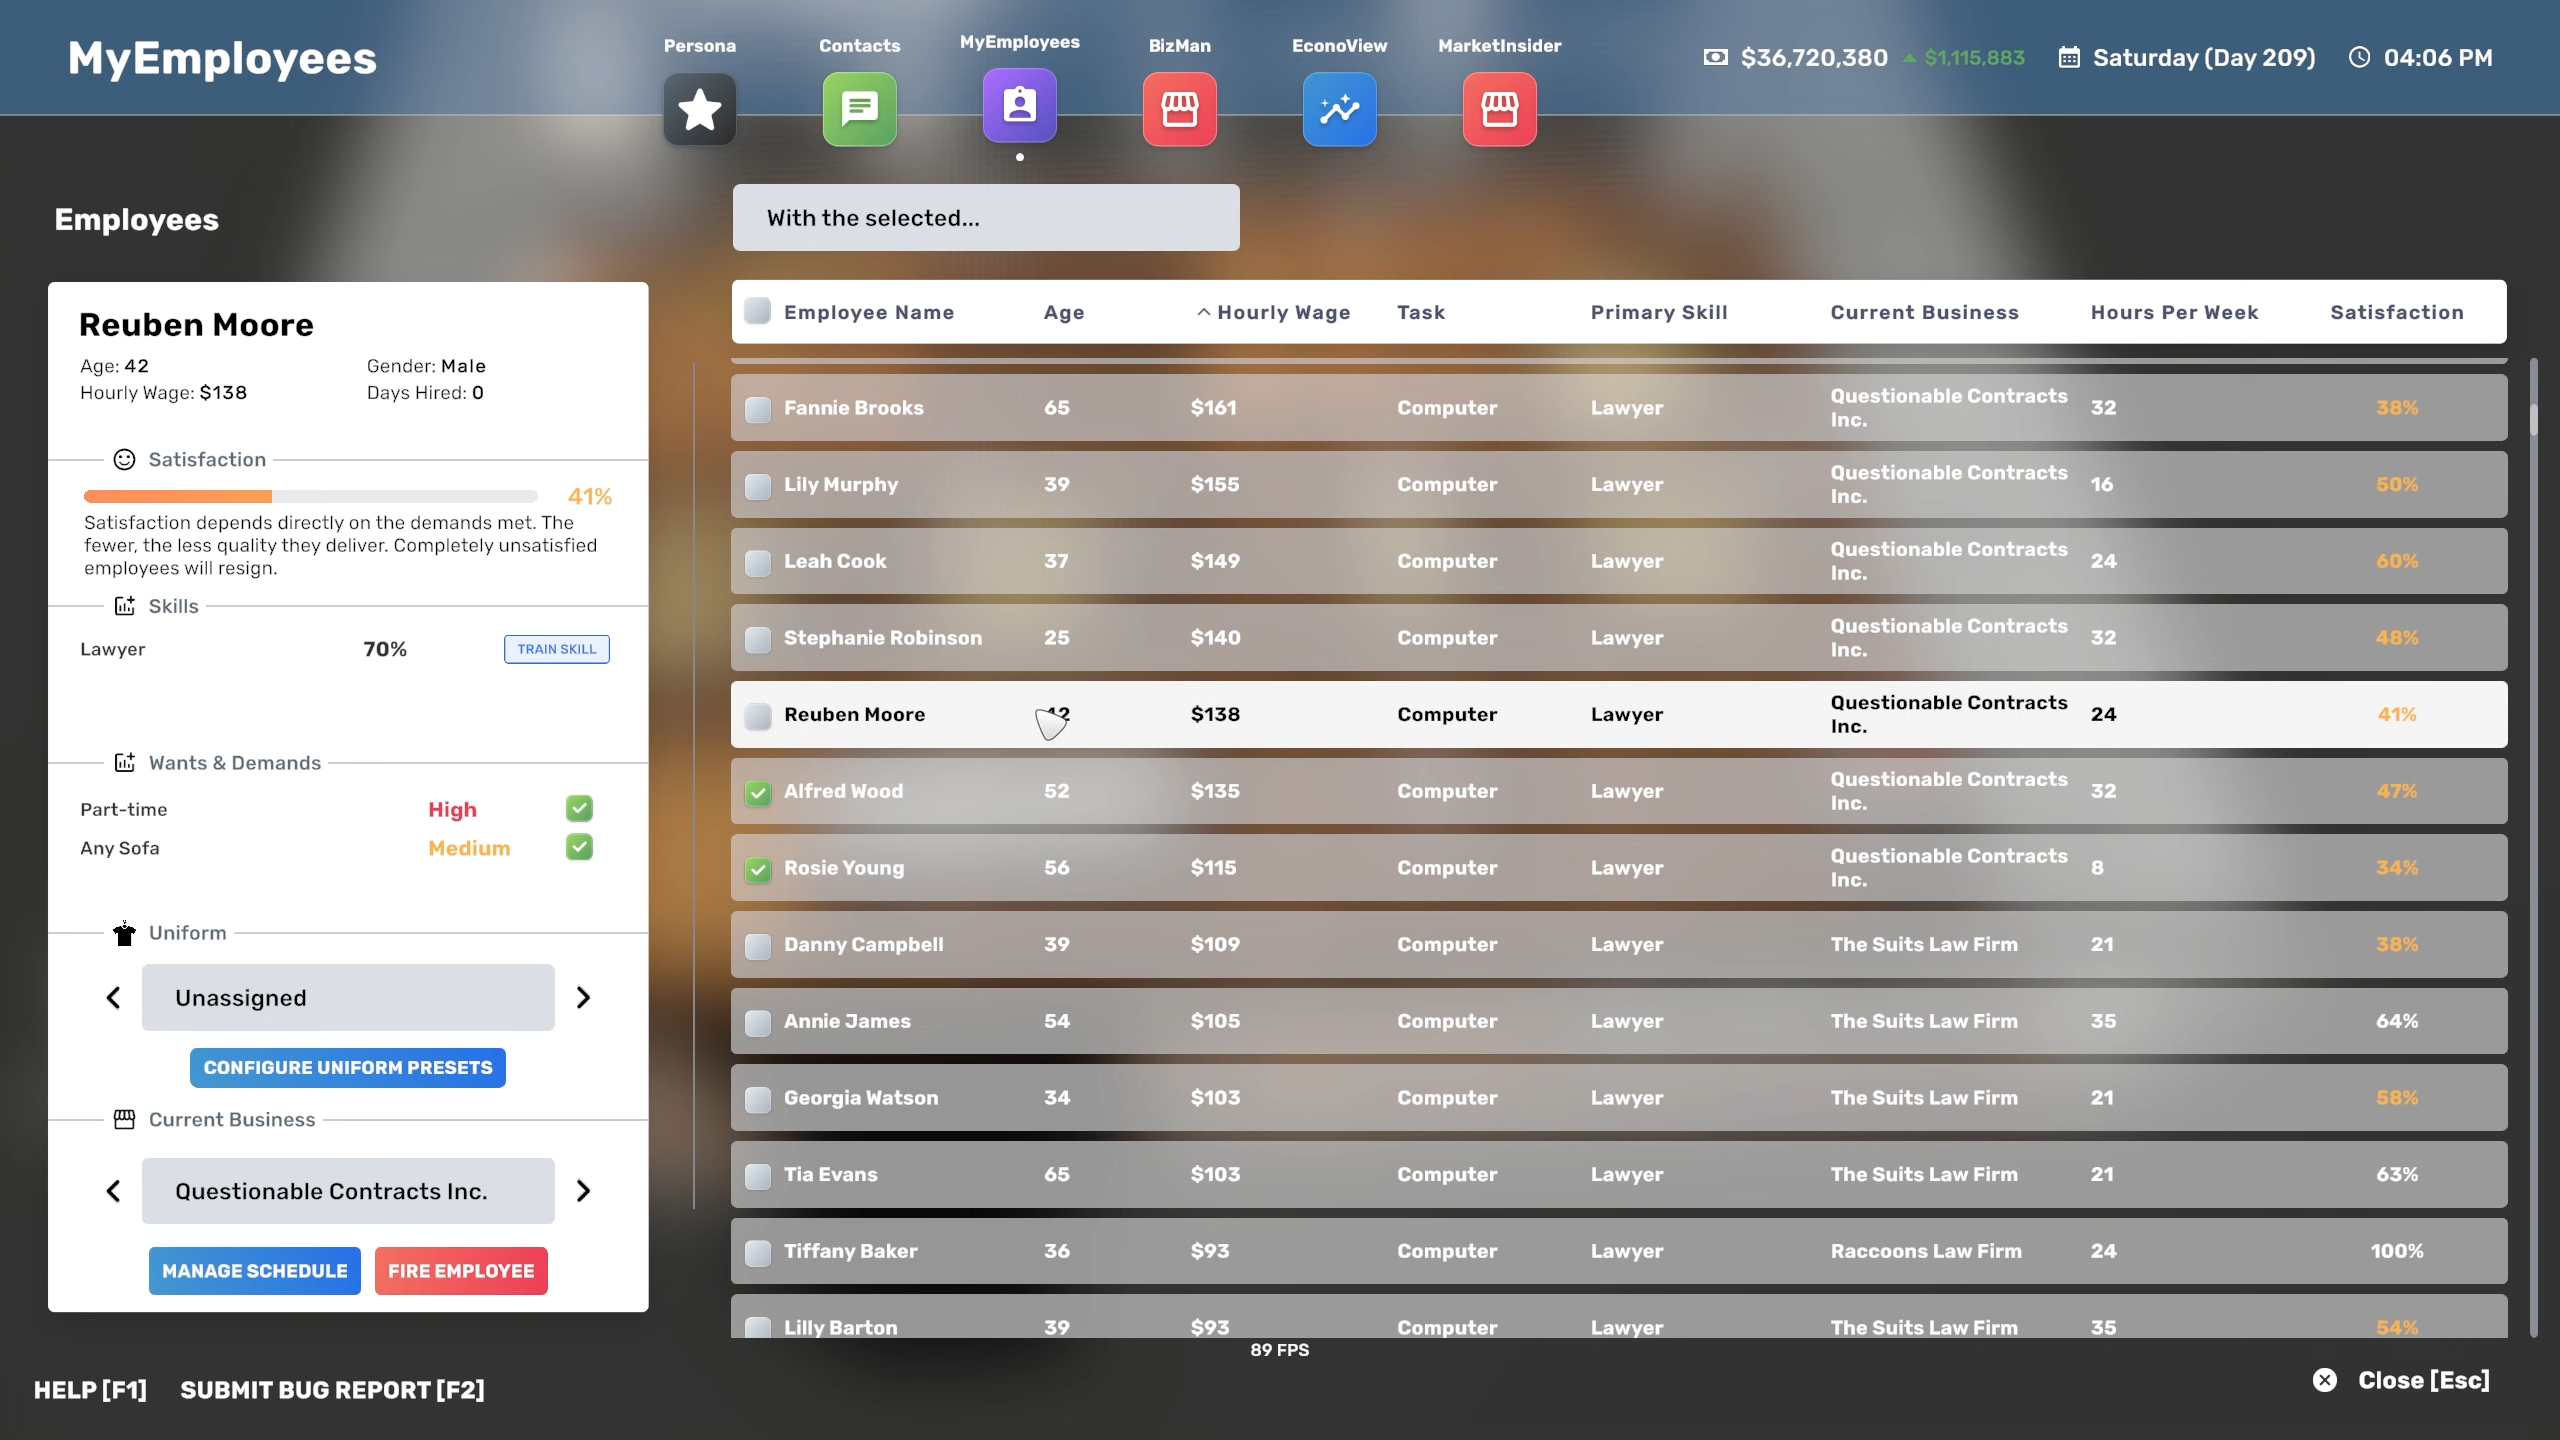 MyEmployees
Persona
Contacts
MyEmployees
BizMan
EconoView
MarketInsider
$36,720,380
$1,115,883
Saturday (Day 209)
04:06 PM
Employees
With the selected...
Reuben Moore
Age: 42
Gender: Male
Hourly Wage: $138
Days Hired: 0
Satisfaction
41%
Satisfaction depends directly on the demands met. The
fewer, the less quality they deliver. Completely unsatisfied
employees will resign.
Skills
Lawyer 70% TRAIN SKILL
Wants & Demands
Part-time High
Any Sofa Medium
Uniform
Unassigned
CONFIGURE UNIFORM PRESETS
Current Business
Questionable Contracts Inc.
MANAGE SCHEDULE FIRE EMPLOYEE
Employee Name Age Hourly Wage Task Primary Skill Current Business Hours Per Week Satisfaction
Fannie Brooks 65 $161 Computer Lawyer Questionable Contracts Inc. 32 38%
Lily Murphy 39 $155 Computer Lawyer Questionable Contracts Inc. 16 50%
Leah Cook 37 $149 Computer Lawyer Questionable Contracts Inc. 24 60%
Stephanie Robinson 25 $140 Computer Lawyer Questionable Contracts Inc. 32 48%
Reuben Moore 42 $138 Computer Lawyer Questionable Contracts Inc. 24 41%
Alfred Wood 52 $135 Computer Lawyer Questionable Contracts Inc. 32 47%
Rosie Young 56 $115 Computer Lawyer Questionable Contracts Inc. 8 34%
Danny Campbell 39 $109 Computer Lawyer The Suits Law Firm 21 38%
Annie James 54 $105 Computer Lawyer The Suits Law Firm 35 64%
Georgia Watson 34 $103 Computer Lawyer The Suits Law Firm 21 58%
Tia Evans 65 $103 Computer Lawyer The Suits Law Firm 21 63%
Tiffany Baker 36 $93 Computer Lawyer Raccoons Law Firm 24 100%
Lilly Barton 39 $93 Computer Lawyer The Suits Law Firm 35 54%
89 FPS
HELP [F1] SUBMIT BUG REPORT [F2]
Close [Esc]